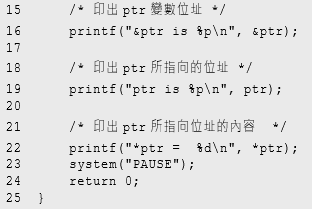 15 /* 印出 ptr 變數位址 */
16 printf("&ptr is %p\n", &ptr);
17
18 /* 印出 ptr 所指向的位址 */
19 printf("ptr is %p\n", ptr);
20
21 /* 印出 ptr 所指向位址的內容 */
22 printf("*ptr = %d\n", *ptr);
23 system("PAUSE");
24 return 0;
25 }